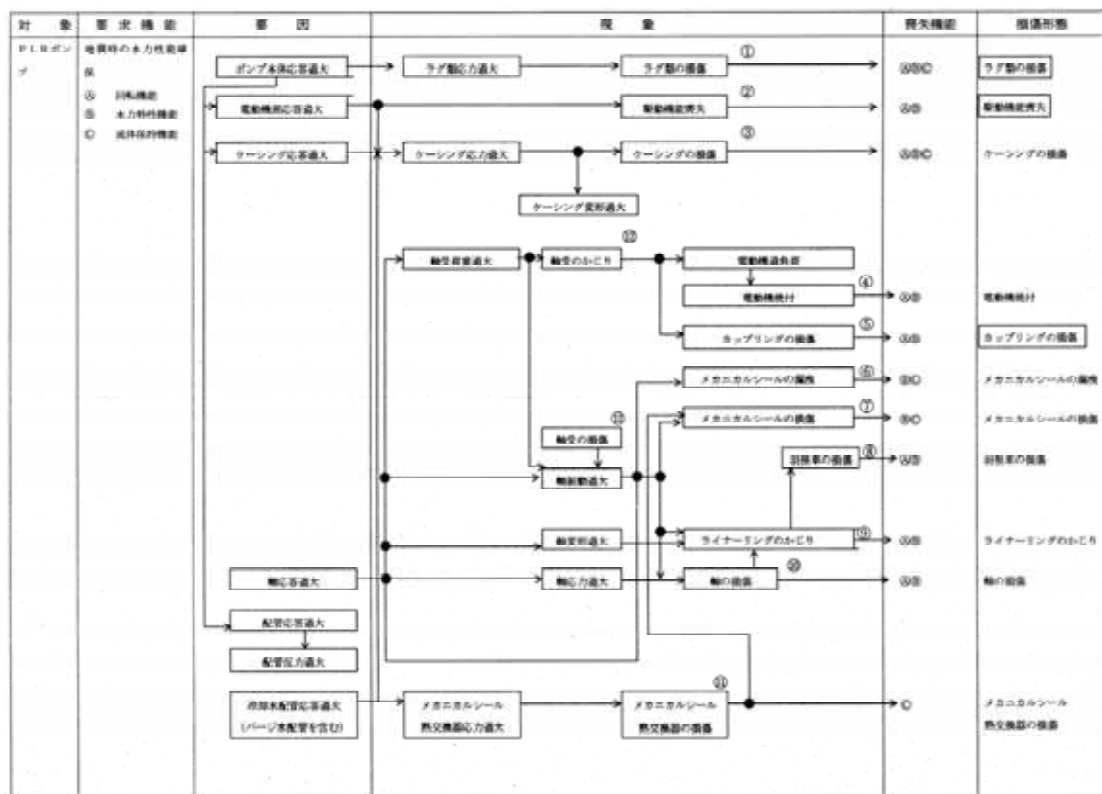 対象
要求機能
要因
現象
喪失機能
損傷形態
PLRポン
プ
地震時の水力性能確
保
Ⓐ 回転機能
Ⓑ 水力特性機能
Ⓒ 流体保持機能
ポンプ本体応答過大
ラグ類応力過大
ラグ類の損傷
①
ⒶⒷⒸ
ラグ類の損傷
電動機部応答過大
駆動機能喪失
②
ⒶⒷ
駆動機能喪失
ケーシング応答過大
ケーシング応力過大
ケーシングの損傷
③
ⒶⒷⒸ
ケーシングの損傷
ケーシング変形過大
軸受荷重過大
軸受のかじり
⑫
電動機過負荷
電動機焼付
④
ⒶⒷ
電動機焼付
カップリングの損傷
⑤
ⒶⒷ
カップリングの損傷
メカニカルシールの漏洩
⑥
ⒷⒸ
メカニカルシールの漏洩
メカニカルシールの損傷
⑦
ⒷⒸ
メカニカルシールの損傷
軸受の損傷
⑬
羽根車の損傷
⑧
ⒶⒷ
羽根車の損傷
軸振動過大
軸変形過大
ライナーリングのかじり
⑨
ⒶⒷ
ライナーリングのかじり
軸応答過大
軸応力過大
軸の損傷
⑩
ⒶⒷ
軸の損傷
配管応答過大
配管反力過大
冷却水配管応答過大
(パージ水配管を含む)
メカニカルシール
熱交換器応力過大
メカニカルシール
熱交換器の損傷
⑪
Ⓒ
メカニカルシール
熱交換器の損傷